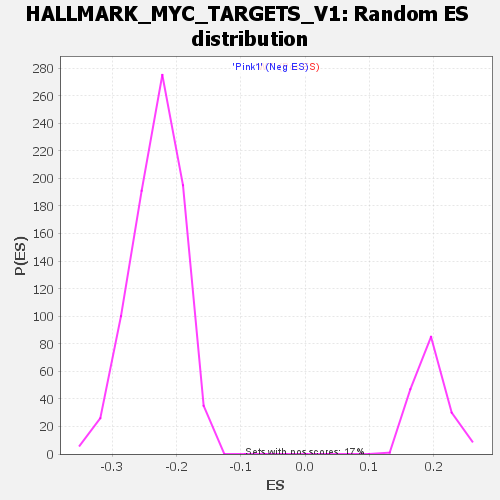 HALLMARK_MYC_TARGETS_V1: Random ES
distribution
'Pink1' (Neg ES)S)
280
260
240
220
200
180
160
140
120
100
80
60
40
20
0
P(ES)
Sets with pos scores: 17%
-0.3 -0.2 -0.1 0.0 0.1 0.2
ES